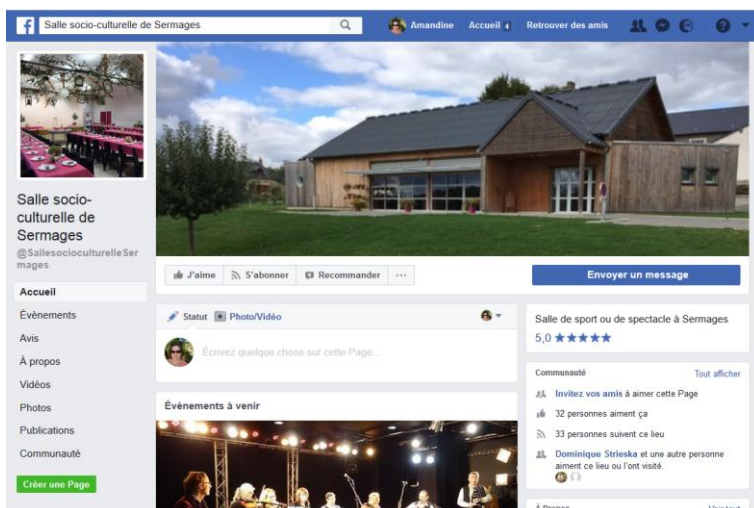 Salle socio-culturelle de Sermages
Amandine Accueil 4 Retrouver des amis
Salle socio-
culturelle de
Sermages
@SallesocioculturelleSer
mages
Accueil
Évènements
Avis
À propos
Vidéos
Photos
Publications
Communauté
Créer une Page
J'aime S'abonner Recommander ...
Envoyer un message
Statut Photo/Vidéo
Écrivez quelque chose sur cette Page...
Évènements à venir
Salle de sport ou de spectacle à Sermages
5,0 ★★★★★
Communauté Tout afficher
Invitez vos amis à aimer cette Page
32 personnes aiment ça
33 personnes suivent ce lieu
Dominique Strieska et une autre personne
aiment ce lieu ou l'ont visité.
À Propos Voir tout